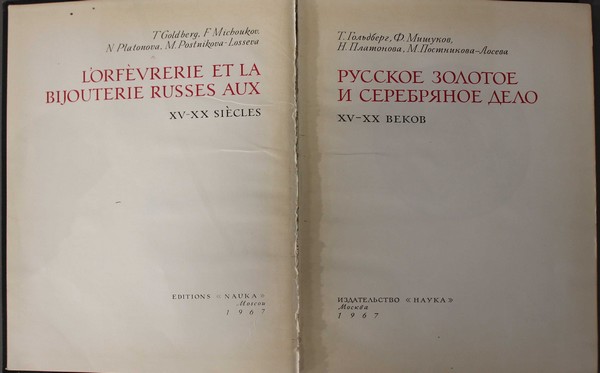 T. Goldberg, F. Michoukov,
N. Platonova, M. Postnikova-Losseva
L'ORFÈVRERIE ET LA
BIJOUTERIE RUSSES AUX
XV–XX SIÈCLES
EDITIONS «NAUKA»
Moscou
1967
Т. Гольдберг, Ф. Мишуков,
Н. Платонова, М. Постникова-Лосева
РУССКОЕ ЗОЛОТОЕ
И СЕРЕБРЯНОЕ ДЕЛО
XV–XX ВЕКОВ
ИЗДАТЕЛЬСТВО «НАУКА»
Москва
1967